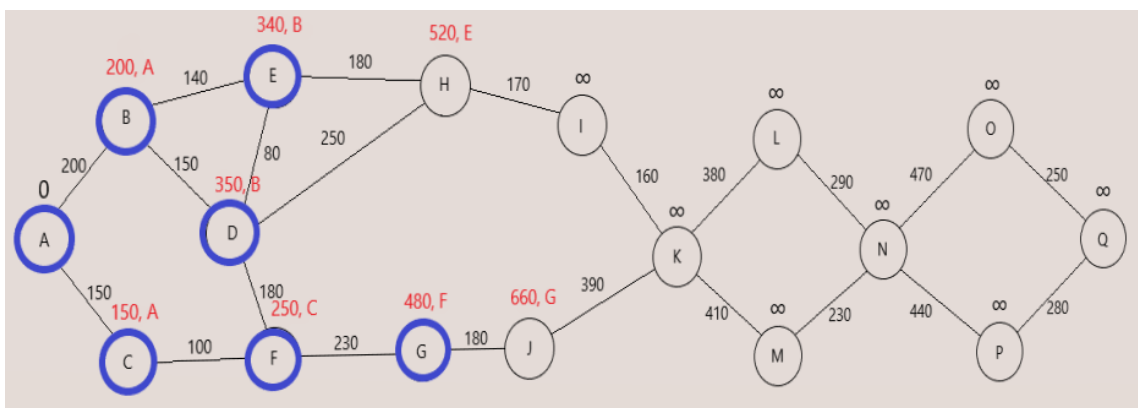 340, B
520, E
200, A
140
E
180
H
170
∞
I
∞
L
∞
O
B
80
250
200
150
350, B
160
380
290
470
250
0
∞
∞
∞
A
D
K
N
Q
150
150, A
180
250, C
480, F
660, G
390
410
∞
230
440
∞
280
C
100
F
230
G
180
J
M
P